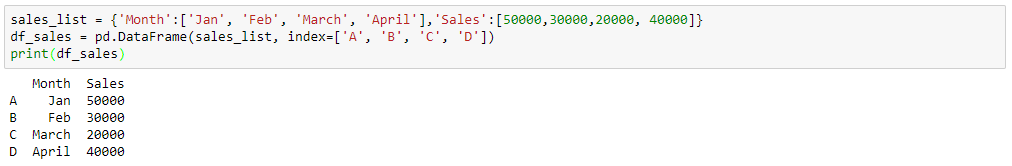 sales_list = {'Month':['Jan', 'Feb', 'March', 'April'],'Sales':[50000,30000,20000, 40000]}
df_sales = pd.DataFrame(sales_list, index=['A', 'B', 'C', 'D'])
print(df_sales)
   Month  Sales
A    Jan  50000
B    Feb  30000
C  March  20000
D  April  40000